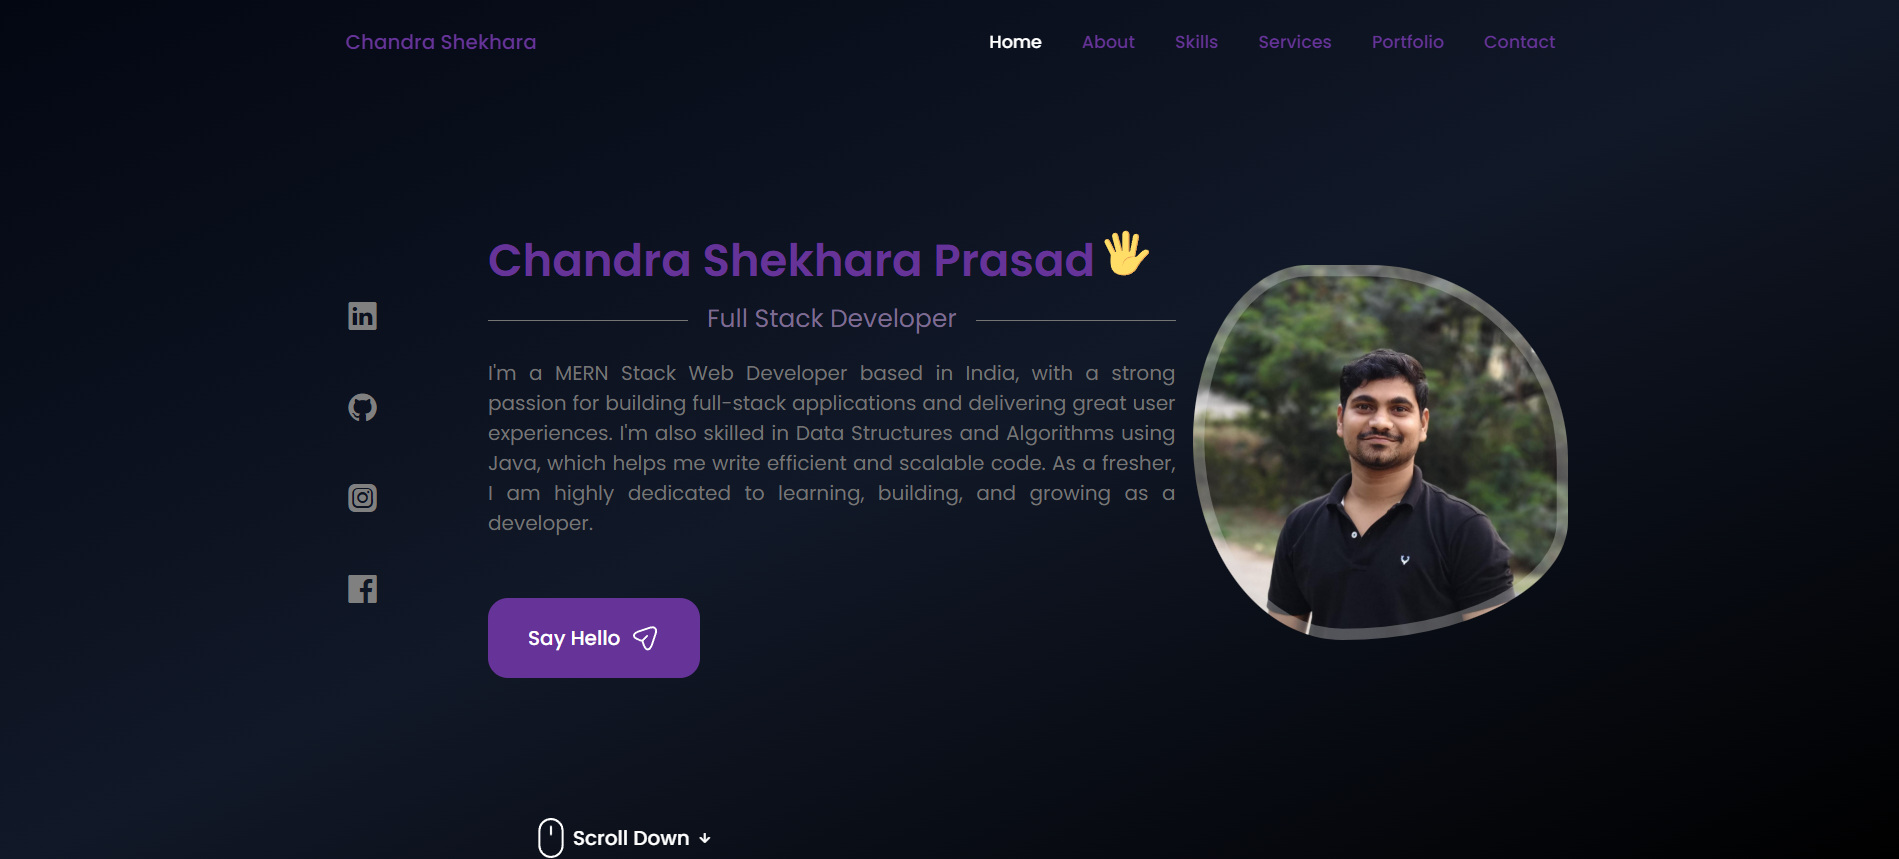 Chandra Shekhara
Home About Skills Services Portfolio Contact
Chandra Shekhara Prasad
Full Stack Developer
I'm a MERN Stack Web Developer based in India, with a strong
passion for building full-stack applications and delivering great user
experiences. I'm also skilled in Data Structures and Algorithms using
Java, which helps me write efficient and scalable code. As a fresher,
I am highly dedicated to learning, building, and growing as a
developer.
Say Hello
Scroll Down